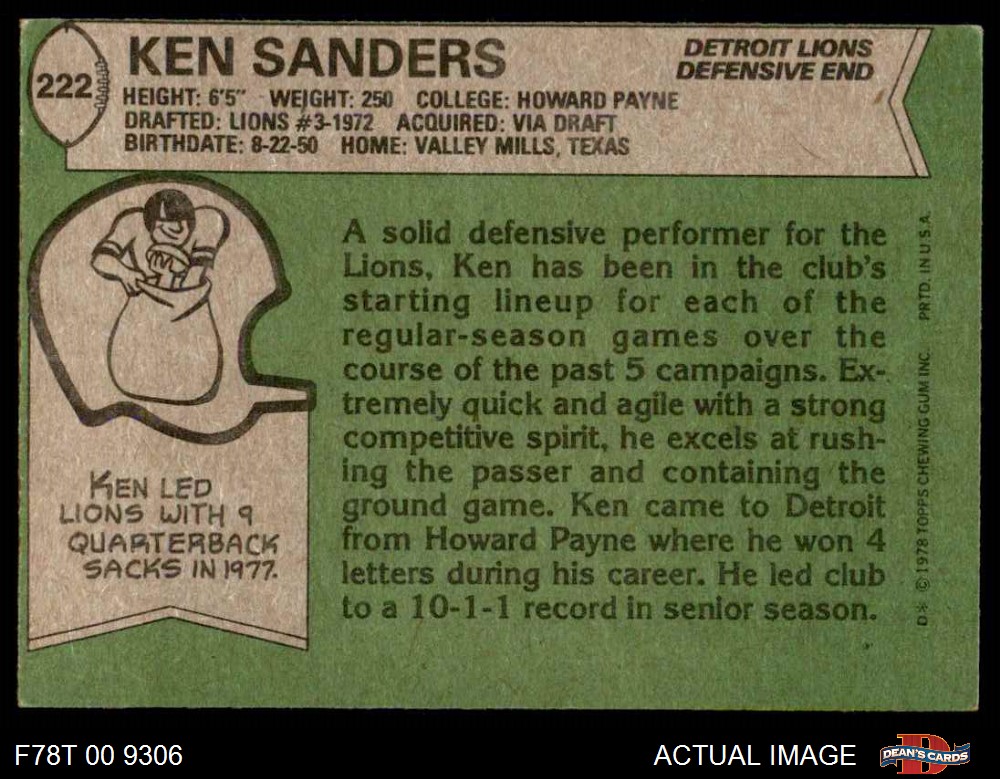 222
KEN SANDERS
DETROIT LIONS
DEFENSIVE END
HEIGHT: 6'5" WEIGHT: 250 COLLEGE: HOWARD PAYNE
DRAFTED: LIONS #3-1972 ACQUIRED: VIA DRAFT
BIRTHDATE: 8-22-50 HOME: VALLEY MILLS, TEXAS
KEN LED
LIONS WITH 9
QUARTERBACK
SACKS IN 1977.
A solid defensive performer for the
Lions, Ken has been in the club's
starting lineup for each of the
regular-season games over the
course of the past 5 campaigns. Ex-
tremely quick and agile with a strong
competitive spirit, he excels at rush-
ing the passer and containing the
ground game. Ken came to Detroit
from Howard Payne where he won 4
letters during his career. He led club
to a 10-1-1 record in senior season.
D* © 1978 TOPPS CHEWING GUM INC. PRTD. IN U.S.A.
F78T 00 9306
ACTUAL IMAGE
DEAN'S CARDS